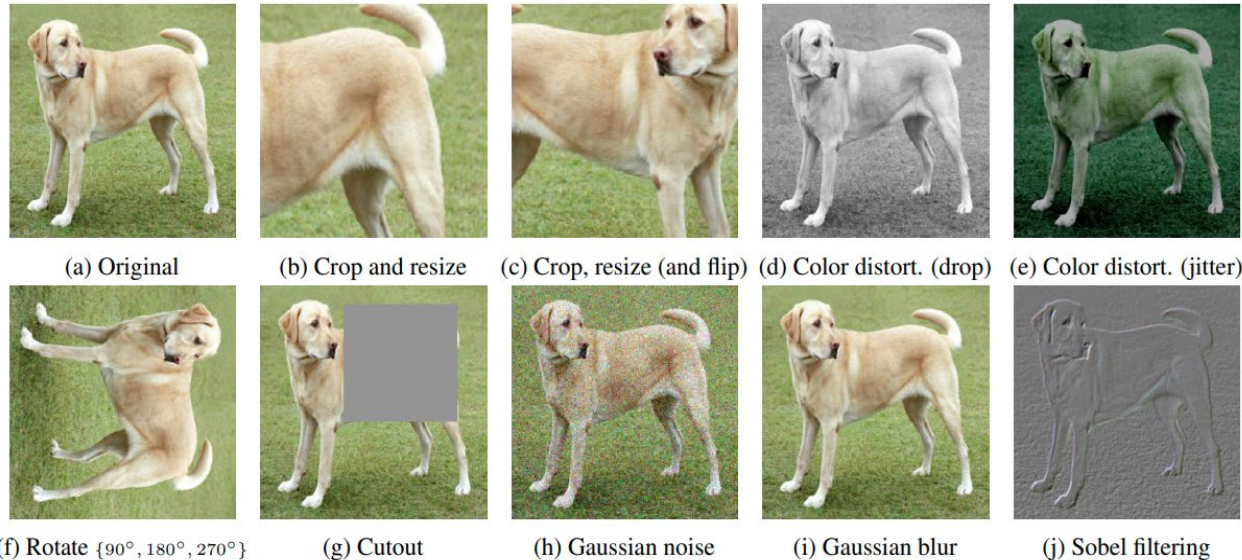 (a) Original (b) Crop and resize (c) Crop, resize (and flip) (d) Color distort. (drop) (e) Color distort. (jitter)
(f) Rotate {90°, 180°, 270°} (g) Cutout (h) Gaussian noise (i) Gaussian blur (j) Sobel filtering